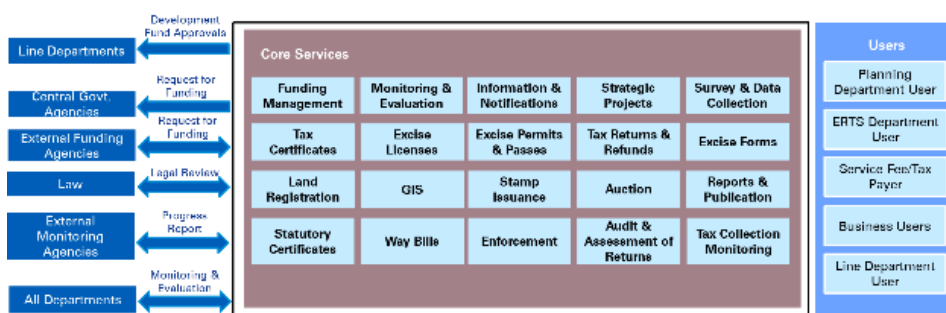 Development
Fund Approvals
Line Departments
Request for
Funding
Central Govt.
Agencies
Request for
Funding
External Funding
Agencies
Legal Review
Law
Progress
Report
External
Monitoring
Agencies
Monitoring &
Evaluation
All Departments
Core Services
Funding
Management
Monitoring &
Evaluation
Information &
Notifications
Strategic
Projects
Survey & Data
Collection
Tax
Certificates
Excise
Licenses
Excise Permits
& Passes
Tax Returns &
Refunds
Excise Forms
Land
Registration
GIS
Stamp
Issuance
Auction
Reports &
Publication
Statutory
Certificates
Way Bills
Enforcement
Audit &
Assessment of
Returns
Tax Collection
Monitoring
Users
Planning
Department User
ERTS Department
User
Service Fee/Tax
Payer
Business Users
Line Department
User